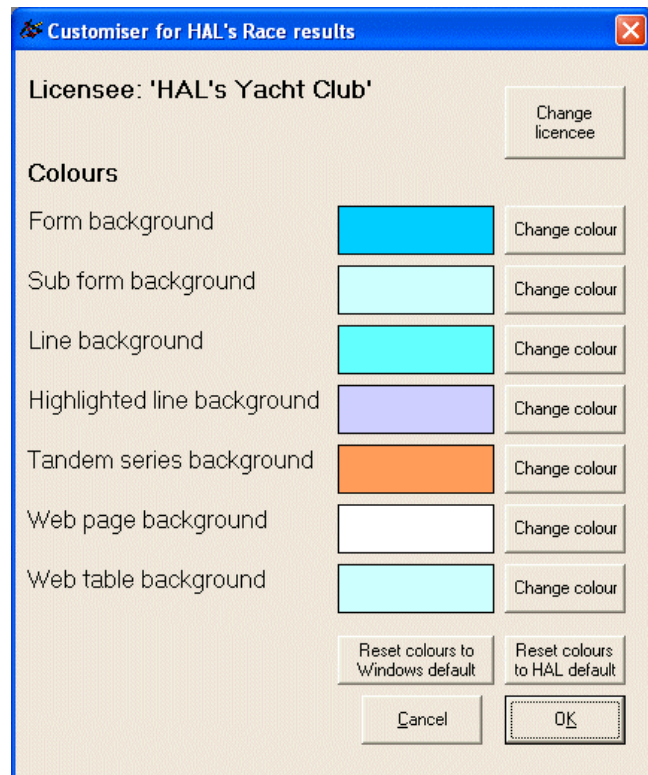 Customiser for HAL's Race results
Licensee: 'HAL's Yacht Club'
Change
licencee
Colours
Form background
Change colour
Sub form background
Change colour
Line background
Change colour
Highlighted line background
Change colour
Tandem series background
Change colour
Web page background
Change colour
Web table background
Change colour
Reset colours to
Windows default
Reset colours
to HAL default
Cancel
OK